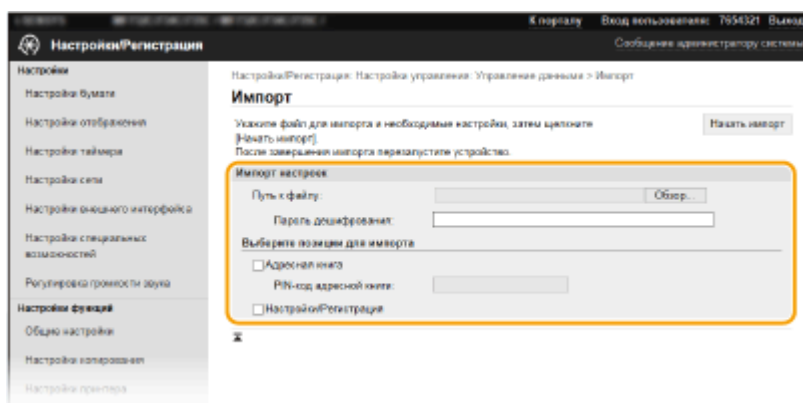 К порталу Вход пользователя: 7654321 Выход
Настройки/Регистрация
Сообщение администратору системы
Настройки
Настройки бумаги
Настройки отображения
Настройки таймера
Настройки сети
Настройки внешнего интерфейса
Настройки специальных
возможностей
Регулировка громкости звука
Настройки функций
Общие настройки
Настройки копирования
Настройки принтера
Настройки/Регистрация: Настройки управления: Управление данными > Импорт
Импорт
Укажите файл для импорта и необходимые настройки, затем щелкните
[Начать импорт].
После завершения импорта перезапустите устройство.
Начать импорт
Импорт настроек
Путь к файлу:
Обзор...
Пароль дешифрования:
Выберите позиции для импорта
Адресная книга
PIN-код адресной книги:
Настройки/Регистрация